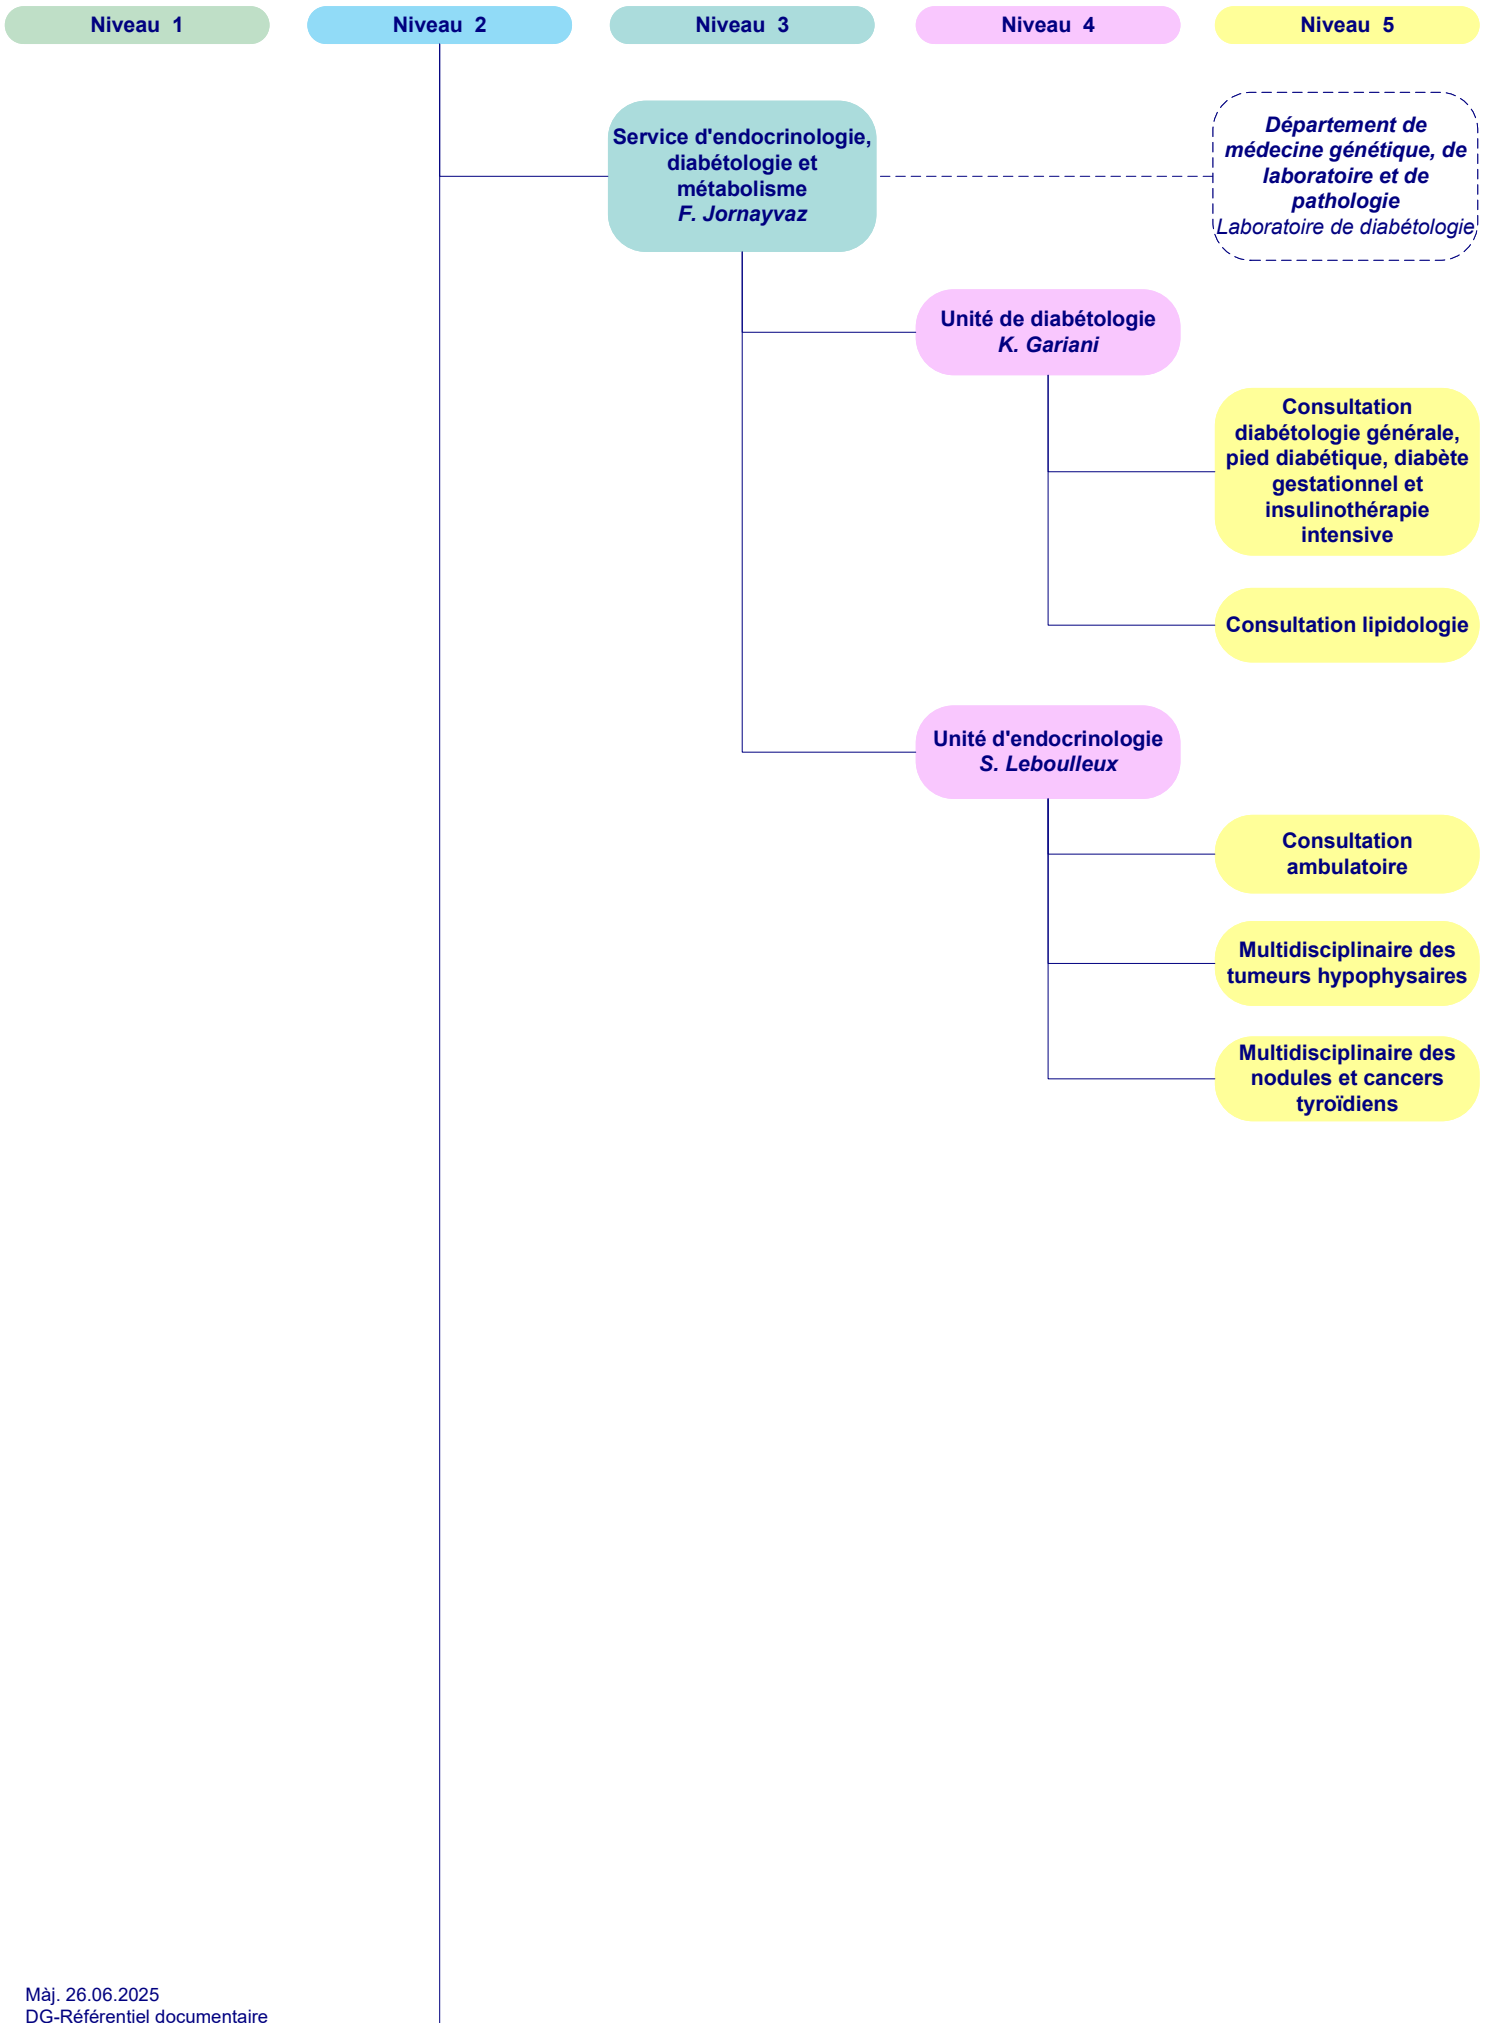 Niveau 1
Niveau 2
Niveau 3
Niveau 4
Niveau 5
Service d'endocrinologie,
diabétologie et
métabolisme
F. Jornayvaz
Département de
médecine génétique, de
laboratoire et de
pathologie
Laboratoire de diabétologie
Unité de diabétologie
K. Gariani
Consultation
diabétologie générale,
pied diabétique, diabète
gestationnel et
insulinothérapie
intensive
Consultation lipidologie
Unité d'endocrinologie
S. Leboulleux
Consultation
ambulatoire
Multidisciplinaire des
tumeurs hypophysaires
Multidisciplinaire des
nodules et cancers
tyroïdiens
Màj. 26.06.2025
DG-Référentiel documentaire